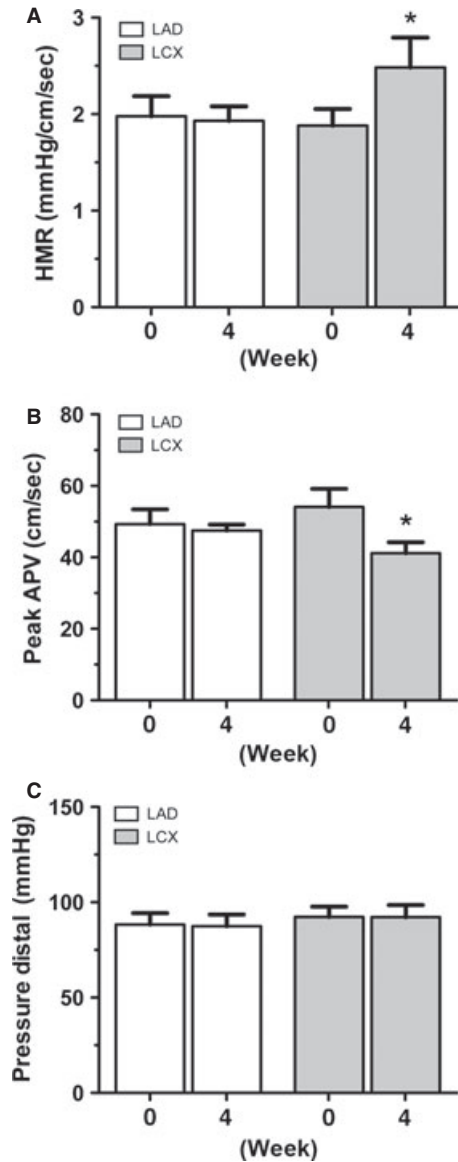 A
LAD
LCX
*
HMR (mmHg/cm/sec)
3
2
1
0
0 4 0 4
(Week)
B
LAD
LCX
*
Peak APV (cm/sec)
80
60
40
20
0
0 4 0 4
(Week)
C
LAD
LCX
Pressure distal (mmHg)
150
100
50
0
0 4 0 4
(Week)